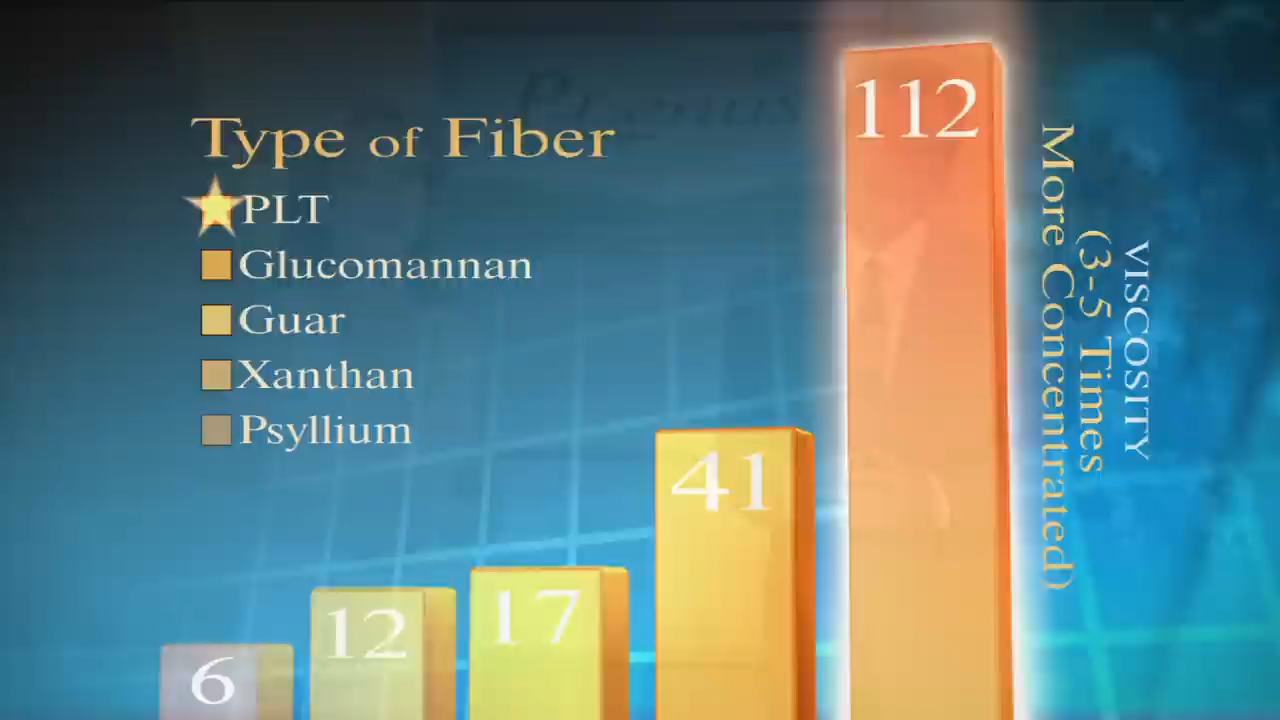 Type of Fiber
PLT
Glucomannan
Guar
Xanthan
Psyllium
6
12
17
41
112
VISCOSITY
(3-5 Times
More Concentrated)